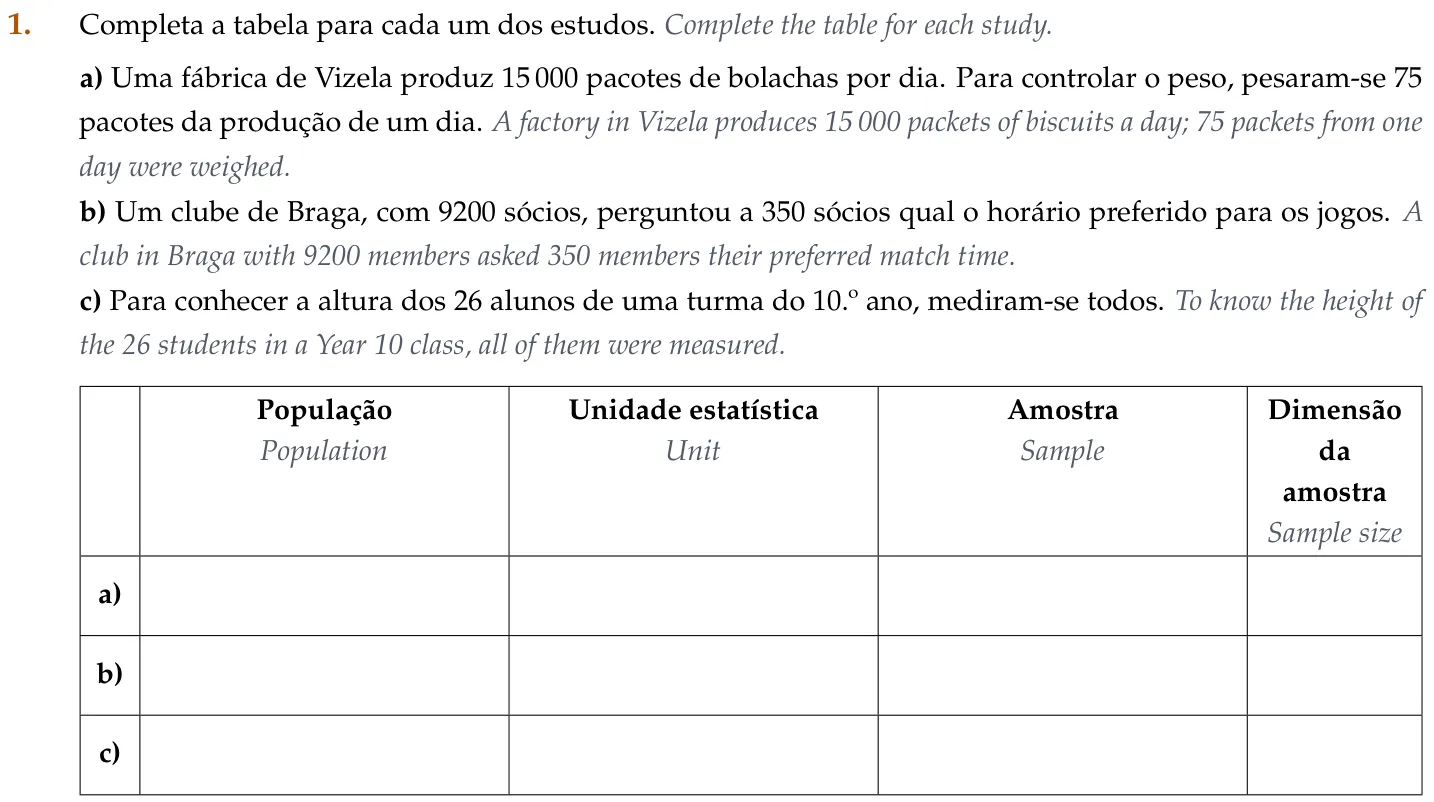 1. Completa a tabela para cada um dos estudos. Complete the table for each study.
a) Uma fábrica de Vizela produz 15 000 pacotes de bolachas por dia. Para controlar o peso, pesaram-se 75
pacotes da produção de um dia. A factory in Vizela produces 15 000 packets of biscuits a day; 75 packets from one
day were weighed.
b) Um clube de Braga, com 9200 sócios, perguntou a 350 sócios qual o horário preferido para os jogos. A
club in Braga with 9200 members asked 350 members their preferred match time.
c) Para conhecer a altura dos 26 alunos de uma turma do 10.º ano, mediram-se todos. To know the height of
the 26 students in a Year 10 class, all of them were measured.
População
Population
Unidade estatística
Unit
Amostra
Sample
Dimensão
da
amostra
Sample size
a)
b)
c)